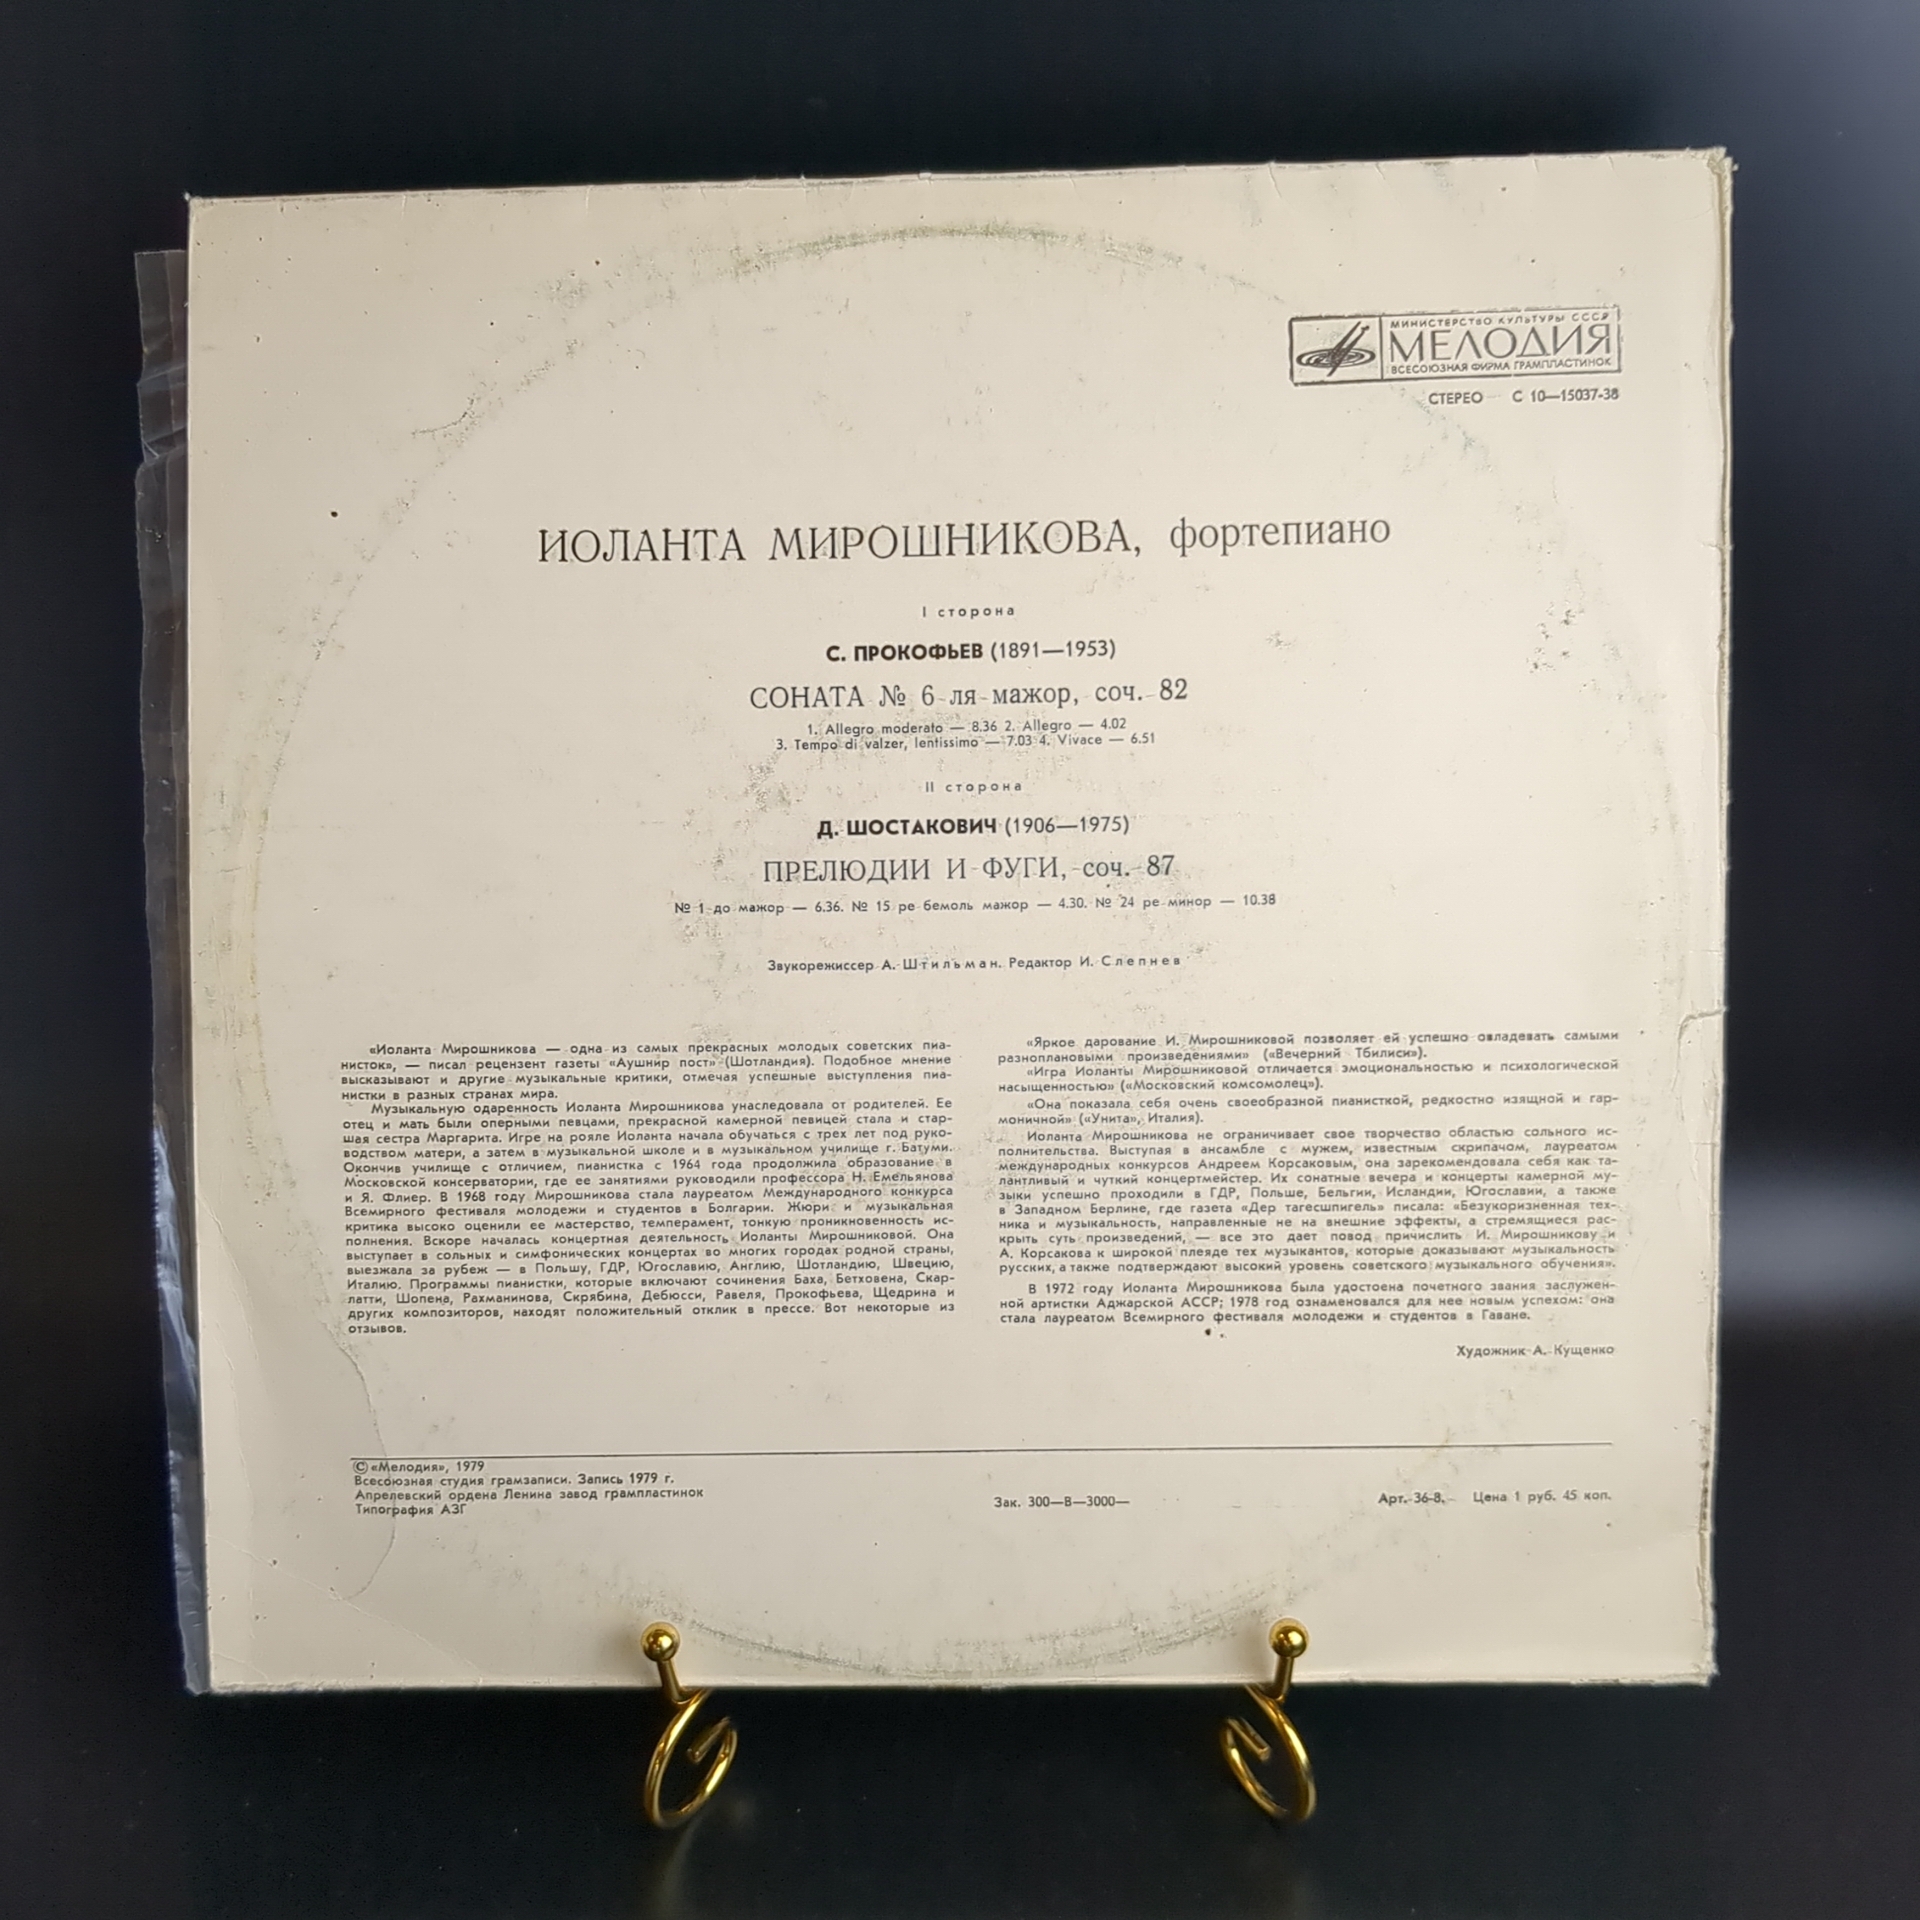 МИНИСТЕРСТВО КУЛЬТУРЫ СССР
МЕЛОДИЯ
ВСЕСОЮЗНАЯ ФИРМА ГРАМПЛАСТИНОК
СТЕРЕО С 10—15037-38
ИОЛАНТА МИРОШНИКОВА, фортепиано
I сторона
С. ПРОКОФЬЕВ (1891—1953)
СОНАТА № 6 ля мажор, соч. 82
1. Allegro moderato — 8.36 2. Allegro — 4.02
3. Tempo di valzer, lentissimo — 7.03 4. Vivace — 6.51
II сторона
Д. ШОСТАКОВИЧ (1906—1975)
ПРЕЛЮДИИ И ФУГИ, соч. 87
№ 1 до мажор — 6.36. № 15 ре бемоль мажор — 4.30. № 24 ре минор — 10.38
Звукорежиссер А. Штильман. Редактор И. Слепнев
«Иоланта Мирошникова — одна из самых прекрасных молодых советских пиа-
нисток», — писал рецензент газеты «Аушнир пост» (Шотландия). Подобное мнение
высказывают и другие музыкальные критики, отмечая успешные выступления пиа-
нистки в разных странах мира.
Музыкальную одаренность Иоланта Мирошникова унаследовала от родителей. Ее
отец и мать были оперными певцами, прекрасной камерной певицей стала и стар-
шая сестра Маргарита. Игре на рояле Иоланта начала обучаться с трех лет под руко-
водством матери, а затем в музыкальной школе и в музыкальном училище г. Батуми.
Окончив училище с отличием, пианистка с 1964 года продолжила образование в
Московской консерватории, где ее занятиями руководили профессора Н. Емельянова
и Я. Флиер. В 1968 году Мирошникова стала лауреатом Международного конкурса
Всемирного фестиваля молодежи и студентов в Болгарии. Жюри и музыкальная
критика высоко оценили ее мастерство, темперамент, тонкую проникновенность ис-
полнения. Вскоре началась концертная деятельность Иоланты Мирошниковой. Она
выступает в сольных и симфонических концертах во многих городах родной страны,
выезжала за рубеж — в Польшу, ГДР, Югославию, Англию, Шотландию, Швецию,
Италию. Программы пианистки, которые включают сочинения Баха, Бетховена, Скар-
латти, Шопена, Рахманинова, Скрябина, Дебюсси, Равеля, Прокофьева, Щедрина и
других композиторов, находят положительный отклик в прессе. Вот некоторые из
отзывов.
«Яркое дарование И. Мирошниковой позволяет ей успешно овладевать самыми
разноплановыми произведениями» («Вечерний Тбилиси»).
«Игра Иоланты Мирошниковой отличается эмоциональностью и психологической
насыщенностью» («Московский комсомолец»).
«Она показала себя очень своеобразной пианисткой, редкостно изящной и гар-
моничной» («Унита», Италия).
Иоланта Мирошникова не ограничивает свое творчество областью сольного ис-
полнительства. Выступая в ансамбле с мужем, известным скрипачом, лауреатом
международных конкурсов Андреем Корсаковым, она зарекомендовала себя как та-
лантливый и чуткий концертмейстер. Их сонатные вечера и концерты камерной му-
зыки успешно проходили в ГДР, Польше, Бельгии, Исландии, Югославии, а также
в Западном Берлине, где газета «Дер тагесшпигель» писала: «Безукоризненная тех-
ника и музыкальность, направленные не на внешние эффекты, а стремящиеся рас-
крыть суть произведений, — все это дает повод причислить И. Мирошникову и
А. Корсакова к широкой плеяде тех музыкантов, которые доказывают музыкальность
русских, а также подтверждают высокий уровень советского музыкального обучения».
В 1972 году Иоланта Мирошникова была удостоена почетного звания заслужен-
ной артистки Аджарской АССР; 1978 год ознаменовался для нее новым успехом: она
стала лауреатом Всемирного фестиваля молодежи и студентов в Гаване.
Художник А. Кущенко
© «Мелодия», 1979
Всесоюзная студия грамзаписи. Запись 1979 г.
Апрелевский ордена Ленина завод грампластинок
Типография АЗГ
Зак. 300—В—3000—
Арт. 36-8. Цена 1 руб. 45 коп.